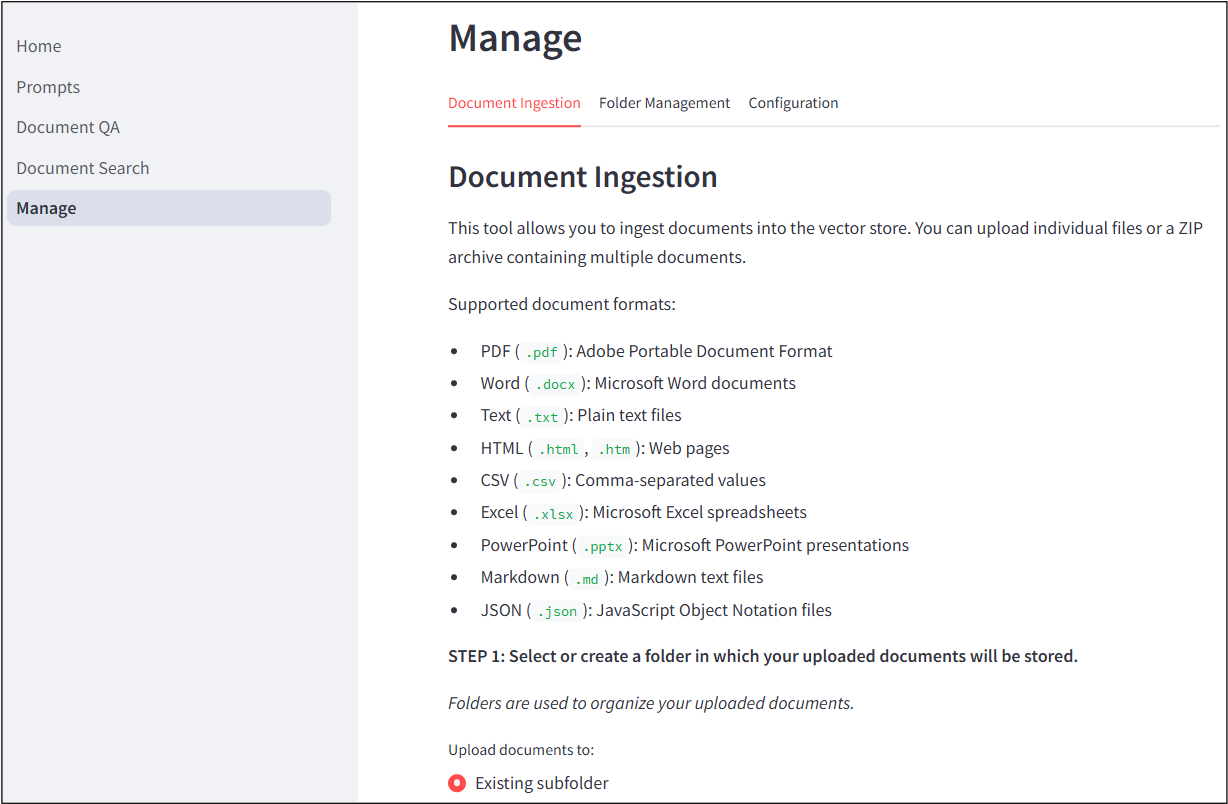 Home
Prompts
Document QA
Document Search
Manage
Manage
Document Ingestion Folder Management Configuration
Document Ingestion
This tool allows you to ingest documents into the vector store. You can upload individual files or a ZIP
archive containing multiple documents.
Supported document formats:
• PDF ( .pdf ): Adobe Portable Document Format
• Word ( .docx ): Microsoft Word documents
• Text ( .txt ): Plain text files
• HTML ( .html , .htm ): Web pages
• CSV ( .csv ): Comma-separated values
• Excel ( .xlsx ): Microsoft Excel spreadsheets
• PowerPoint ( .pptx ): Microsoft PowerPoint presentations
• Markdown ( .md ): Markdown text files
• JSON ( .json ): JavaScript Object Notation files
STEP 1: Select or create a folder in which your uploaded documents will be stored.
Folders are used to organize your uploaded documents.
Upload documents to:
Existing subfolder